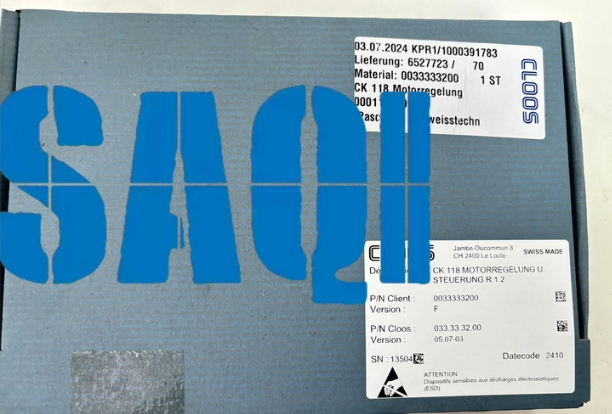 03.07.2024 KPR1/1000391783
Lieferung: 6527723 / 70
Material: 0033333200 1 ST
CK 118 Motorregelung
CLOOS
SAQI
Jambe-Ducommun 8
CH 2400 Le Locle
SWISS MADE
CK 118 MOTORREGELUNG U
STEUERUNG R.1.2
P/N Client : 0033333200
Version : F
P/N Cloos : 033.33.32.00
Version : 05.07-03
SN : 13504
Datecode 2410
ATTENTION
Dispositifs sensibles aux décharges électrostatiques
(ESD)